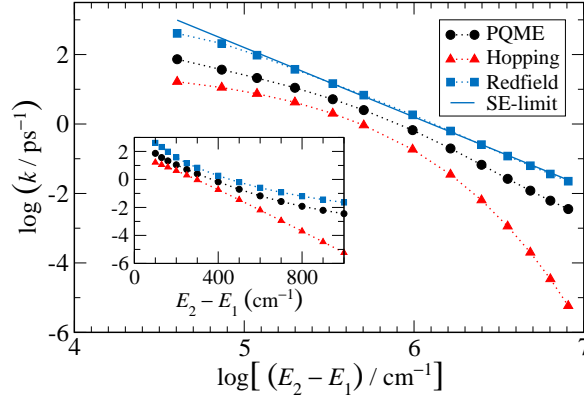 2
0
-2
-4
-6
log (k / ps⁻¹)
PQME
Hopping
Redfield
SE-limit
2
0
-2
-4
-6
0
400
800
E₂ − E₁ (cm⁻¹)
4
5
6
7
log[ (E₂ − E₁) / cm⁻¹]